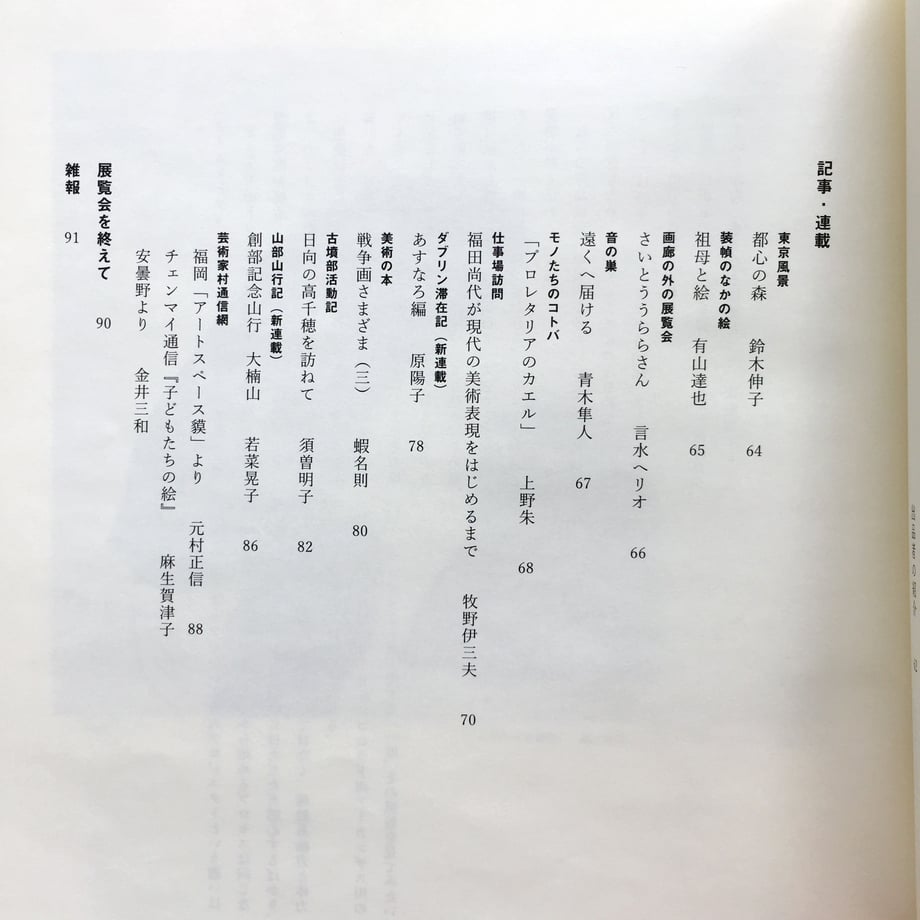 記事・連載
東京風景
都心の森　鈴木伸子　64
装幀のなかの絵
祖母と絵　有山達也　65
画廊の外の展覧会
さいとううららさん　言水ヘリオ　66
音の巣
遠くへ届ける　青木隼人　67
モノたちのコトバ
「プロレタリアのカエル」　上野朱　68
仕事場訪問
福田尚代が現代の美術表現をはじめるまで　牧野伊三夫　70
ダブリン滞在記（新連載）
あすなろ編　原陽子　78
美術の本
戦争画さまざま（三）　蝦名則　80
古墳部活動記
日向の高千穂を訪ねて　須曽明子　82
山部山行記（新連載）
創部記念山行　大楠山　若菜晃子　86
芸術家村通信網
福岡「アートスペース貘」より　元村正信　88
チェンマイ通信『子どもたちの絵』　麻生賀津子
安曇野より　金井三和
展覧会を終えて　90
雑報　91